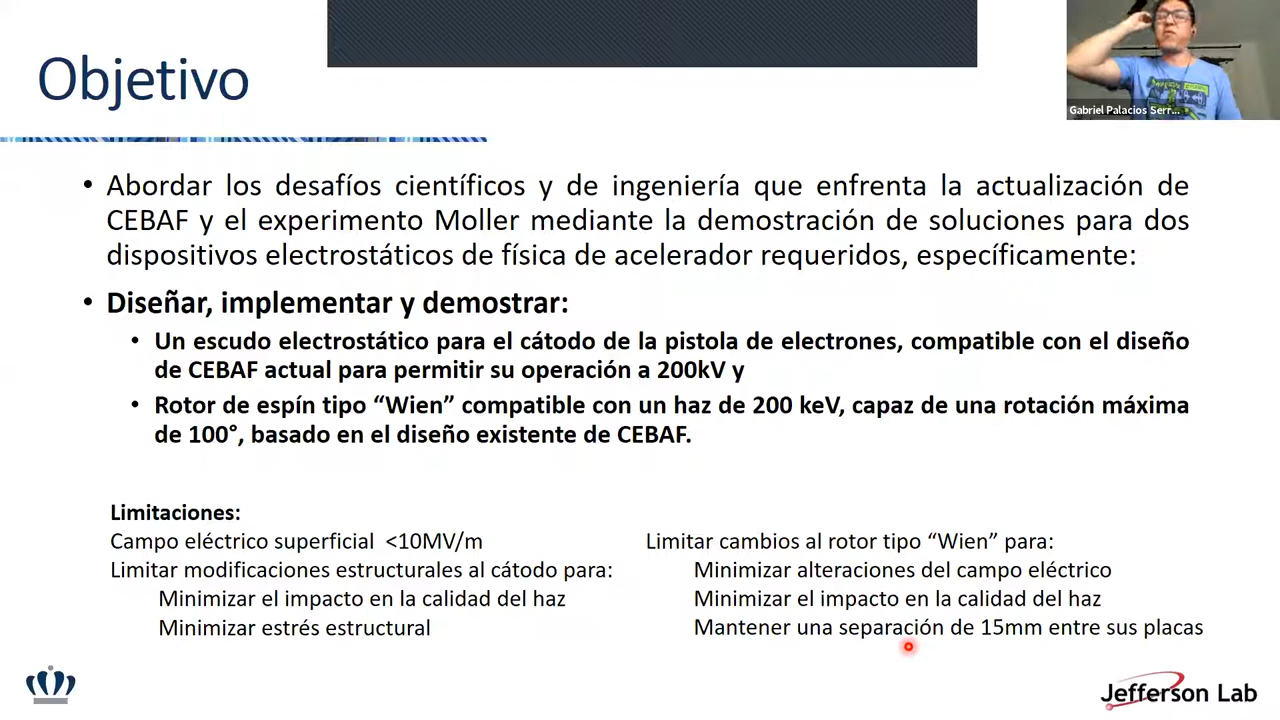 Objetivo
Gabriel Palacios Serr...
• Abordar los desafíos científicos y de ingeniería que enfrenta la actualización de
CEBAF y el experimento Moller mediante la demostración de soluciones para dos
dispositivos electrostáticos de física de acelerador requeridos, específicamente:
• Diseñar, implementar y demostrar:
• Un escudo electrostático para el cátodo de la pistola de electrones, compatible con el diseño
de CEBAF actual para permitir su operación a 200kV y
• Rotor de espín tipo “Wien” compatible con un haz de 200 keV, capaz de una rotación máxima
de 100°, basado en el diseño existente de CEBAF.
Limitaciones:
Campo eléctrico superficial <10MV/m
Limitar modificaciones estructurales al cátodo para:
Minimizar el impacto en la calidad del haz
Minimizar estrés estructural
Limitar cambios al rotor tipo “Wien” para:
Minimizar alteraciones del campo eléctrico
Minimizar el impacto en la calidad del haz
Mantener una separación de 15mm entre sus placas
Jefferson Lab